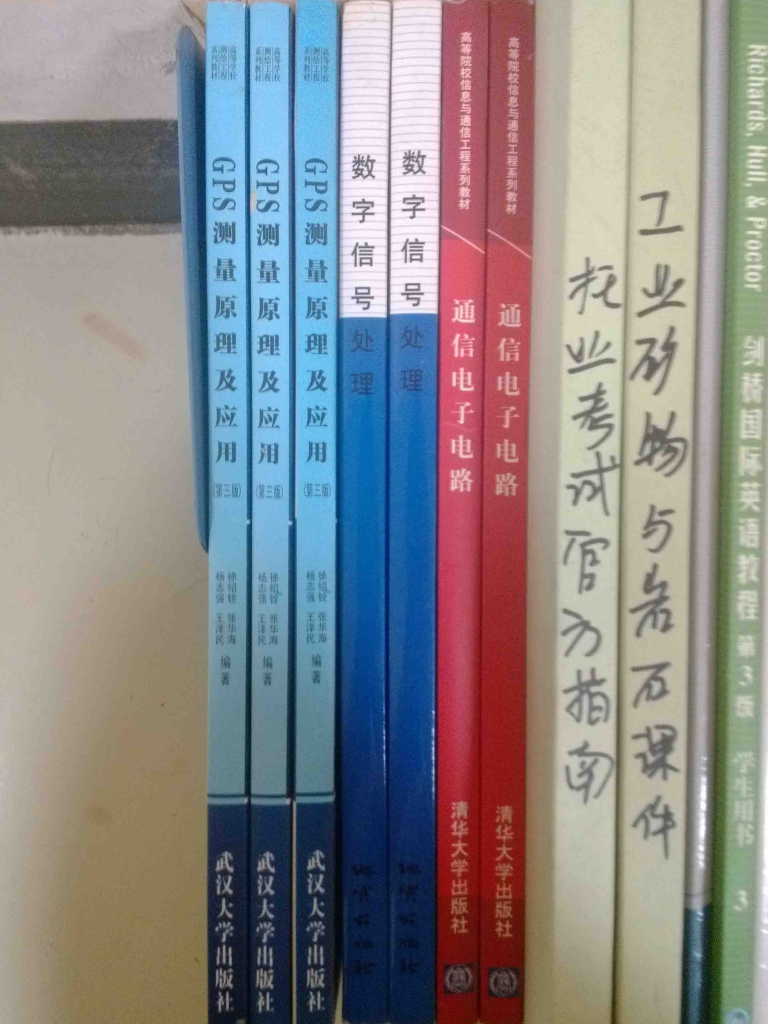 高等学校
测绘工程
系列教材
GPS测量原理及应用
(第三版)
徐绍铨 张华海
杨志强 王泽民
编著
武汉大学出版社
高等学校
测绘工程
系列教材
GPS测量原理及应用
(第三版)
徐绍铨 张华海
杨志强 王泽民
编著
武汉大学出版社
高等学校
测绘工程
系列教材
GPS测量原理及应用
(第三版)
徐绍铨 张华海
杨志强 王泽民
编著
武汉大学出版社
数字信号处理
数字信号处理
高等院校信息与通信工程系列教材
通信电子电路
清华大学出版社
高等院校信息与通信工程系列教材
通信电子电路
清华大学出版社
托业考试官方指南
工业矿物与岩石课件
Richards, Hull, & Proctor
剑桥国际英语教程 第3版 学生用书 3